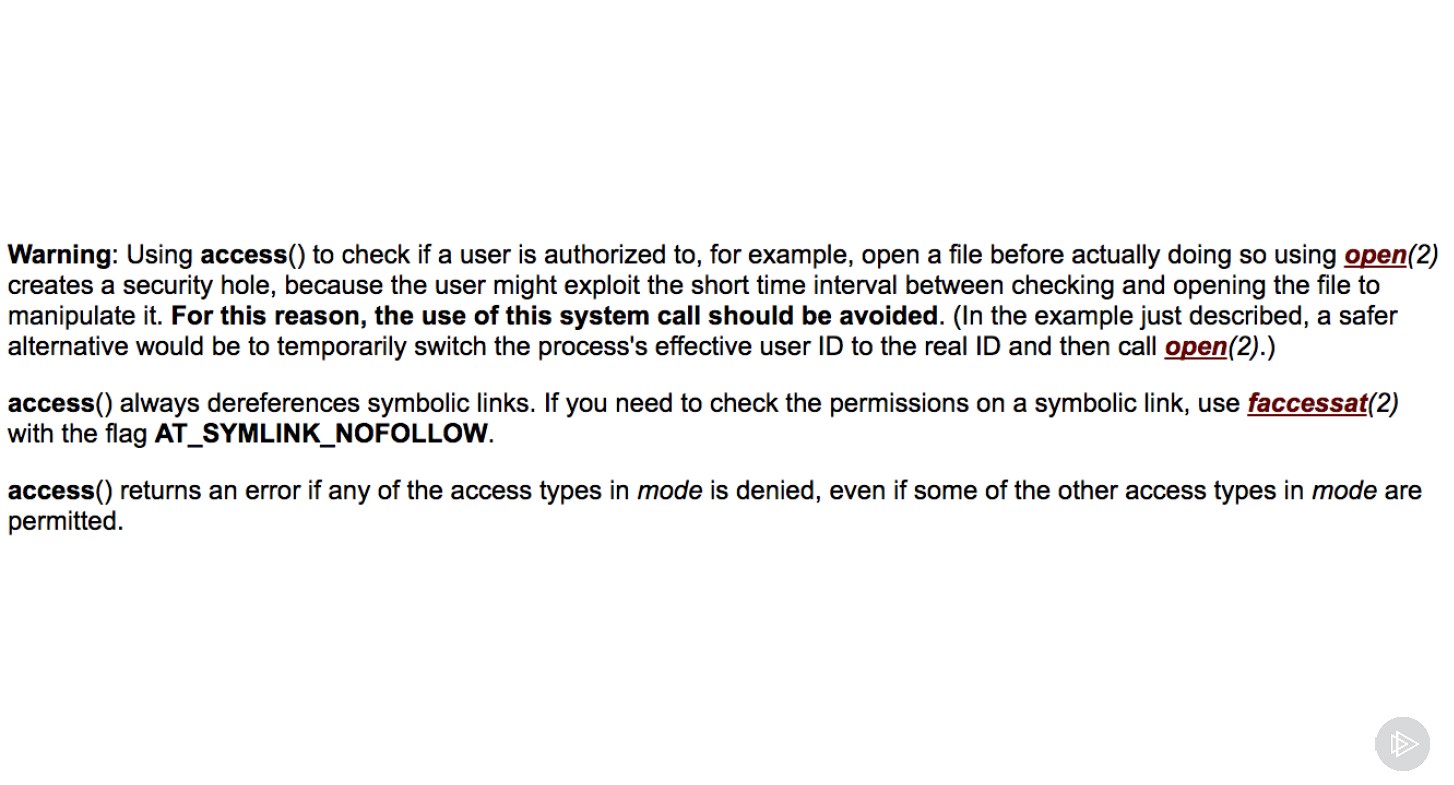 Warning: Using access() to check if a user is authorized to, for example, open a file before actually doing so using open(2)
creates a security hole, because the user might exploit the short time interval between checking and opening the file to
manipulate it. For this reason, the use of this system call should be avoided. (In the example just described, a safer
alternative would be to temporarily switch the process's effective user ID to the real ID and then call open(2).)
access() always dereferences symbolic links. If you need to check the permissions on a symbolic link, use faccessat(2)
with the flag AT_SYMLINK_NOFOLLOW.
access() returns an error if any of the access types in mode is denied, even if some of the other access types in mode are
permitted.